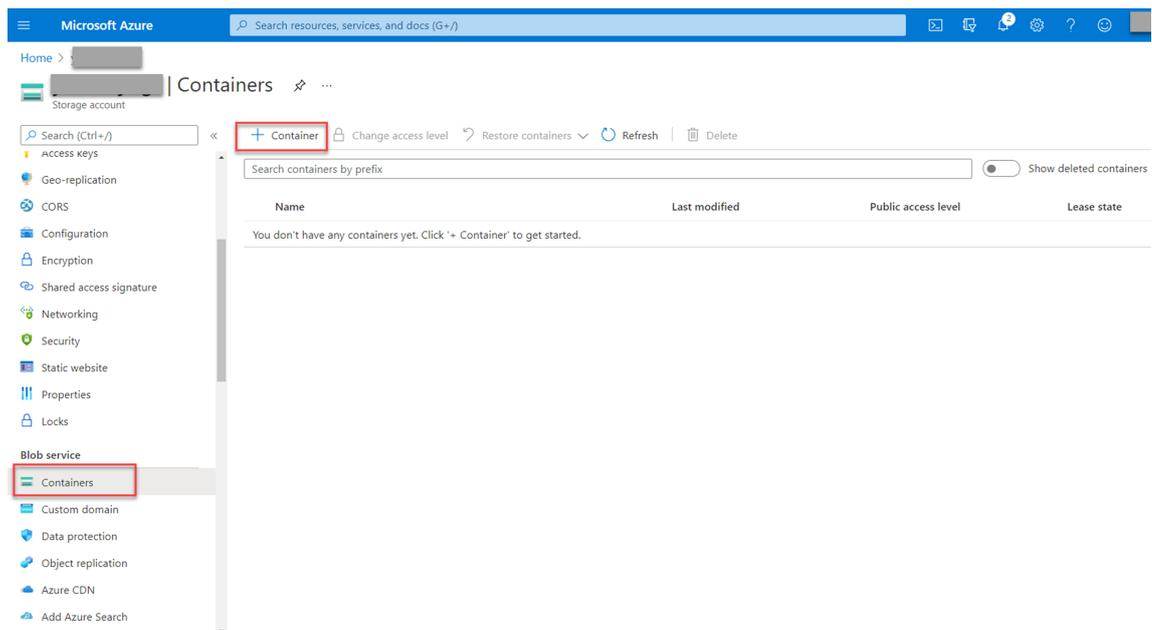 Microsoft Azure
Search resources, services, and docs (G+/)
2
Home >
| Containers
Storage account
Search (Ctrl+/)
«
+ Container
Change access level
Restore containers
Refresh
Delete
Access keys
Geo-replication
CORS
Configuration
Encryption
Shared access signature
Networking
Security
Static website
Properties
Locks
Blob service
Containers
Custom domain
Data protection
Object replication
Azure CDN
Add Azure Search
Search containers by prefix
Show deleted containers
Name
Last modified
Public access level
Lease state
You don't have any containers yet. Click '+ Container' to get started.